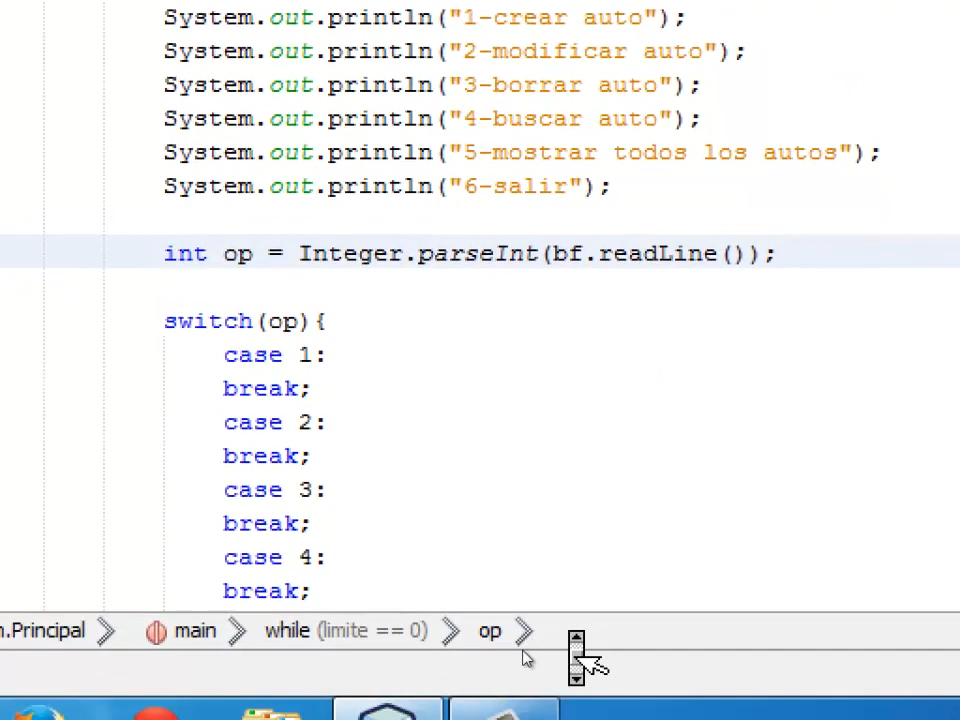 System.out.println("1-crear auto");
System.out.println("2-modificar auto");
System.out.println("3-borrar auto");
System.out.println("4-buscar auto");
System.out.println("5-mostrar todos los autos");
System.out.println("6-salir");
int op = Integer.parseInt(bf.readLine());
switch(op){
case 1:
break;
case 2:
break;
case 3:
break;
case 4:
break;
n.Principal main while (limite == 0) op